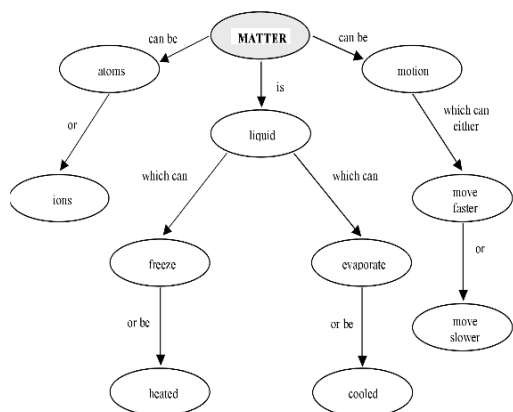 can be
MATTER
can be
atoms
motion
is
or
liquid
which can
either
which can
which can
ions
move
faster
freeze
evaporate
or
or be
or be
move
slower
heated
cooled